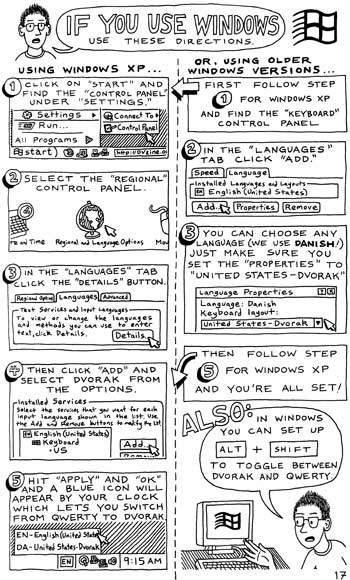 IF YOU USE WINDOWS
USE THESE DIRECTIONS.
USING WINDOWS XP...
1 CLICK ON "START" AND
FIND THE "CONTROL PANEL"
UNDER "SETTINGS."
Settings
Connect To
Run...
Control Panel
All Programs
start
http://DVzine.org
2 SELECT THE "REGIONAL"
CONTROL PANEL.
te and Time
Regional and Language Options
Mou
3 IN THE "LANGUAGES" TAB
CLICK THE "DETAILS" BUTTON.
Regional Options
Languages
Advanced
Text Services and Input Languages
To view or change the languages
and methods you can use to enter
text, click Details.
Details...
4 THEN CLICK "ADD" AND
SELECT DVORAK FROM
THE OPTIONS.
Installed Services
Select the services that you want for each
input language shown in the list. Use
the Add and Remove buttons to modify the list.
EN English (United States)
Keyboard
• US
Add...
5 HIT "APPLY" AND "OK"
AND A BLUE ICON WILL
APPEAR BY YOUR CLOCK
WHICH LETS YOU SWITCH
FROM QWERTY TO DVORAK.
EN-English (United States)
DA-United States-Dvorak
EN
9:15 AM
OR, USING OLDER
WINDOWS VERSIONS...
FIRST FOLLOW STEP
1 FOR WINDOWS XP
AND FIND THE "KEYBOARD"
CONTROL PANEL
2 IN THE "LANGUAGES"
TAB CLICK "ADD."
Speed
Language
Installed Languages and Layouts
EN English (United States)
Add...
Properties
Remove
3 YOU CAN CHOOSE ANY
LANGUAGE (WE USED DANISH!)
JUST MAKE SURE YOU
SET THE "PROPERTIES" TO
"UNITED STATES-DVORAK"
Language Properties
? X
Language: Danish
Keyboard layout:
United States-Dvorak
THEN FOLLOW STEP
5 FOR WINDOWS XP
AND YOU'RE ALL SET!
ALSO: IN WINDOWS
YOU CAN SET UP
ALT + SHIFT
TO TOGGLE BETWEEN
DVORAK AND QWERTY.
17